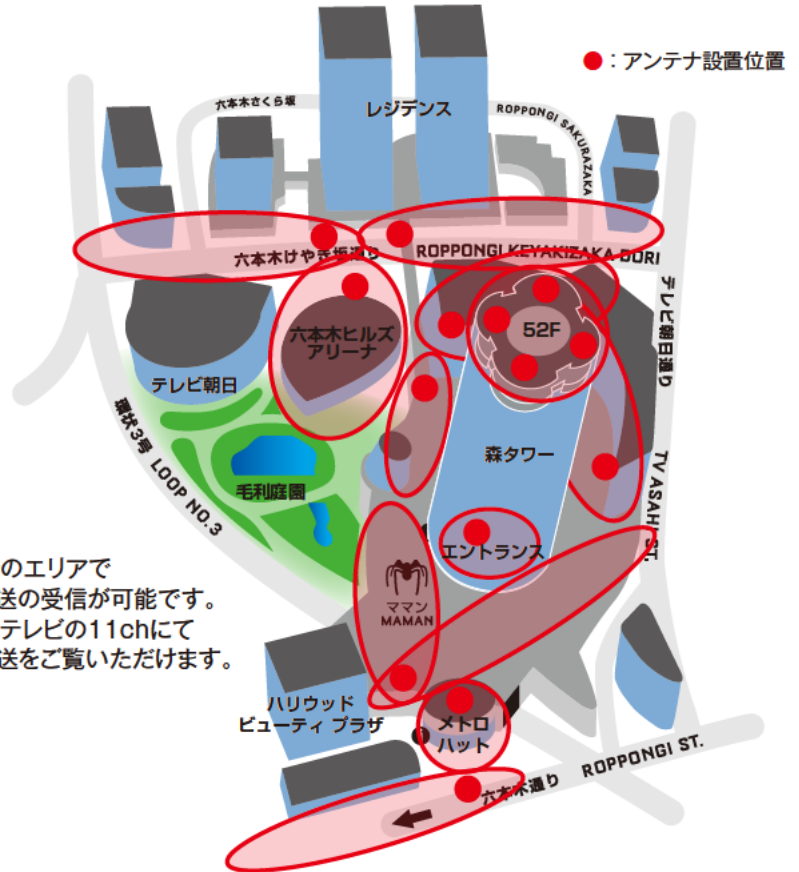 ●：アンテナ設置位置
六本木さくら坂
レジデンス
ROPPONGI SAKURAZAKA
六本木けやき坂通り
ROPPONGI KEYAKIZAKA DORI
テレビ朝日通り
TV ASAHI ST.
六本木ヒルズ
アリーナ
52F
テレビ朝日
森タワー
環状3号 LOOP NO.3
毛利庭園
エントランス
ママン
MAMAN
のエリアで
送の受信が可能です。
テレビの11chにて
送をご覧いただけます。
ハリウッド
ビューティ プラザ
メトロ
ハット
六本木通り ROPPONGI ST.